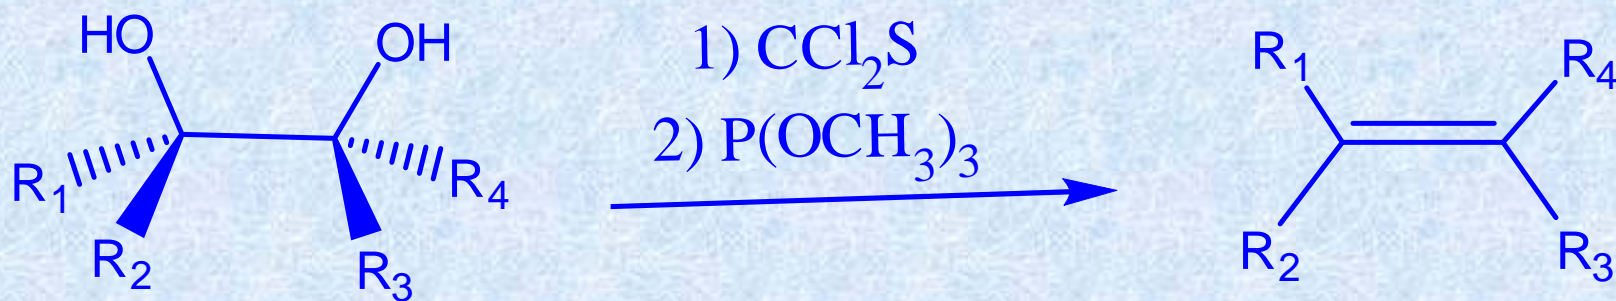 HO OH
R₁ R₂ R₃ R₄
1) CCl₂S
2) P(OCH₃)₃
R₁ R₄
R₂ R₃